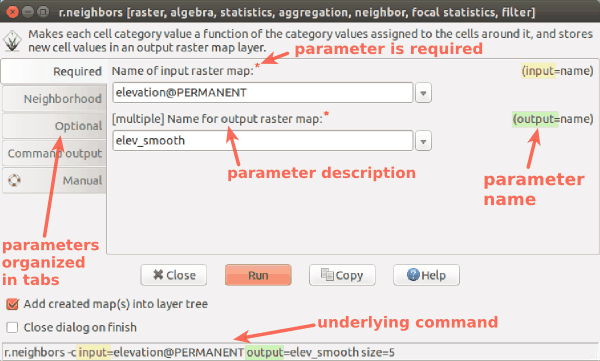 r.neighbors [raster, algebra, statistics, aggregation, neighbor, focal statistics, filter]
Makes each cell category value a function of the category values assigned to the cells around it, and stores
new cell values in an output raster map layer.
parameter is required
Required
Name of input raster map:*
(input=name)
Neighborhood
elevation@PERMANENT
Optional
[multiple] Name for output raster map:*
(output=name)
Command output
elev_smooth
Manual
parameter description
parameter
name
parameters
organized
in tabs
Close
Run
Copy
Help
Add created map(s) into layer tree
Close dialog on finish
underlying command
r.neighbors -c input=elevation@PERMANENT output=elev_smooth size=5